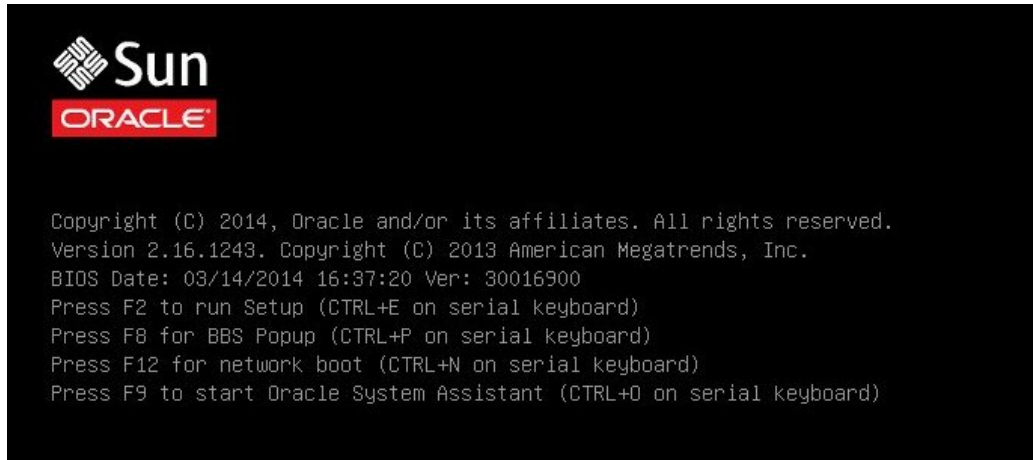 Sun
ORACLE®
Copyright (C) 2014, Oracle and/or its affiliates. All rights reserved.
Version 2.16.1243. Copyright (C) 2013 American Megatrends, Inc.
BIOS Date: 03/14/2014 16:37:20 Ver: 30016900
Press F2 to run Setup (CTRL+E on serial keyboard)
Press F8 for BBS Popup (CTRL+P on serial keyboard)
Press F12 for network boot (CTRL+N on serial keyboard)
Press F9 to start Oracle System Assistant (CTRL+O on serial keyboard)